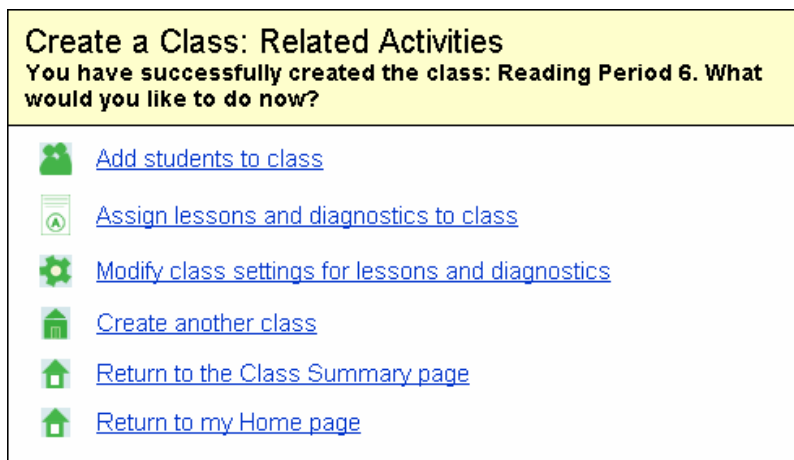 Create a Class: Related Activities
You have successfully created the class: Reading Period 6. What
would you like to do now?
Add students to class
Assign lessons and diagnostics to class
Modify class settings for lessons and diagnostics
Create another class
Return to the Class Summary page
Return to my Home page